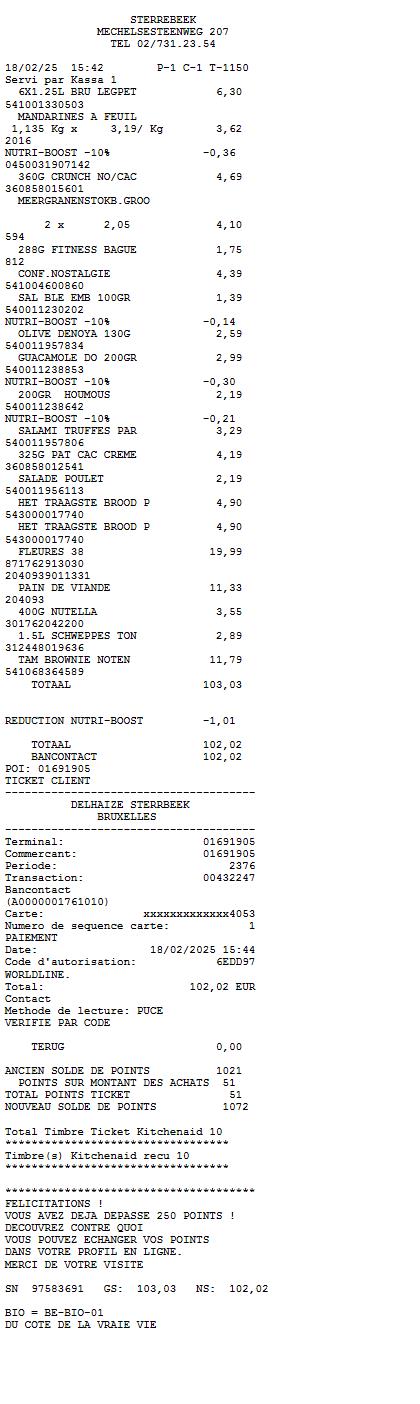 STERREBEEK
MECHELSESTEENWEG 207
TEL 02/731.23.54
18/02/25 15:42 P-1 C-1 T-1150
Servi par Kassa 1
6X1.25L BRU LEGPET 6,30
541001330503
MANDARINES A FEUIL
1,135 Kg x 3,19/ Kg 3,62
2016
NUTRI-BOOST -10% -0,36
0450031907142
360G CRUNCH NO/CAC 4,69
360858015601
MEERGRANENSTOKB.GROO
2 x 2,05 4,10
594
288G FITNESS BAGUE 1,75
812
CONF.NOSTALGIE 4,39
541004600860
SAL BLE EMB 100GR 1,39
540011230202
NUTRI-BOOST -10% -0,14
OLIVE DENOYA 130G 2,59
540011957834
GUACAMOLE DO 200GR 2,99
540011238853
NUTRI-BOOST -10% -0,30
200GR HOUMOUS 2,19
540011238642
NUTRI-BOOST -10% -0,21
SALAMI TRUFFES PAR 3,29
540011957806
325G PAT CAC CREME 4,19
360858012541
SALADE POULET 2,19
540011956113
HET TRAAGSTE BROOD P 4,90
543000017740
HET TRAAGSTE BROOD P 4,90
543000017740
FLEURES 38 19,99
871762913030
2040939011331
PAIN DE VIANDE 11,33
204093
400G NUTELLA 3,55
301762042200
1.5L SCHWEPPES TON 2,89
312448019636
TAM BROWNIE NOTEN 11,79
541068364589
TOTAAL 103,03
REDUCTION NUTRI-BOOST -1,01
TOTAAL 102,02
BANCONTACT 102,02
POI: 01691905
TICKET CLIENT
-------------------------------------
DELHAIZE STERRBEEK
BRUXELLES
-------------------------------------
Terminal: 01691905
Commercant: 01691905
Periode: 2376
Transaction: 00432247
Bancontact
(A0000001761010)
Carte: xxxxxxxxxxxxx4053
Numero de sequence carte: 1
PAIEMENT
Date: 18/02/2025 15:44
Code d'autorisation: 6EDD97
WORLDLINE.
Total: 102,02 EUR
Contact
Methode de lecture: PUCE
VERIFIE PAR CODE
TERUG 0,00
ANCIEN SOLDE DE POINTS 1021
POINTS SUR MONTANT DES ACHATS 51
TOTAL POINTS TICKET 51
NOUVEAU SOLDE DE POINTS 1072
Total Timbre Ticket Kitchenaid 10
*********************************
Timbre(s) Kitchenaid recu 10
*********************************
*************************************
FELICITATIONS !
VOUS AVEZ DEJA DEPASSE 250 POINTS !
DECOUVREZ CONTRE QUOI
VOUS POUVEZ ECHANGER VOS POINTS
DANS VOTRE PROFIL EN LIGNE.
MERCI DE VOTRE VISITE
SN 97583691 GS: 103,03 NS: 102,02
BIO = BE-BIO-01
DU COTE DE LA VRAIE VIE